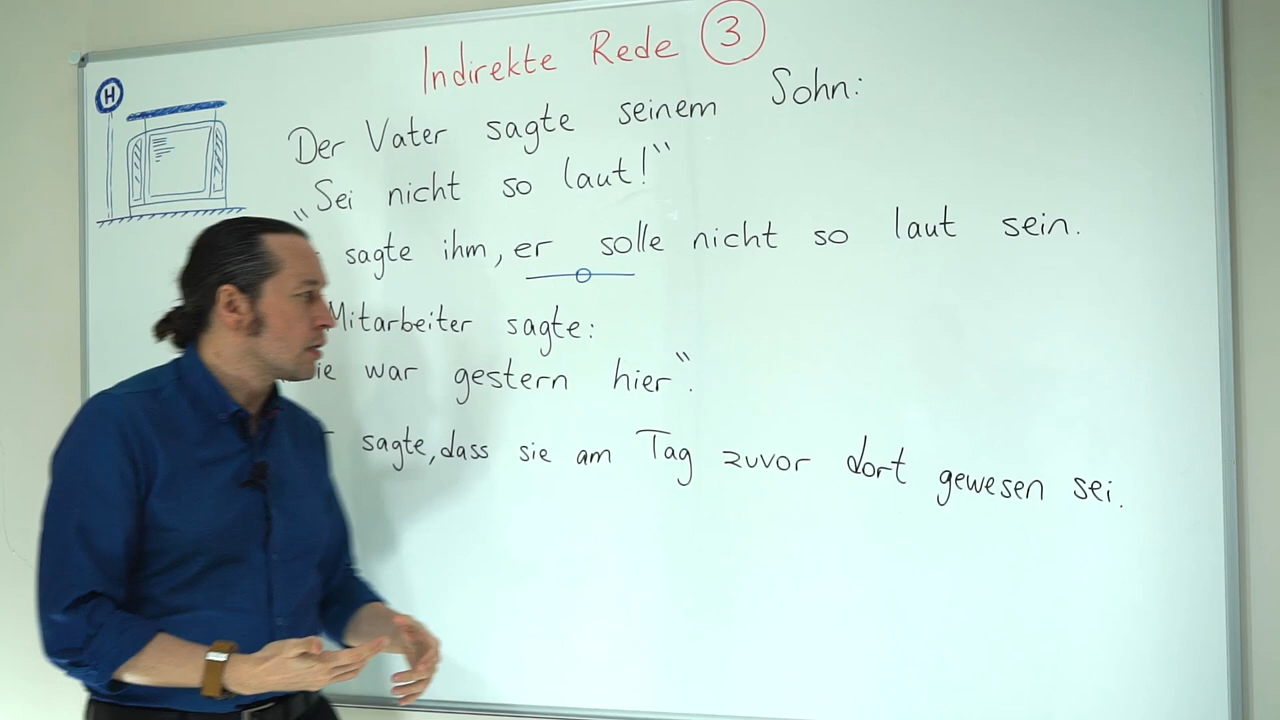 Indirekte Rede 3
H
Der Vater sagte seinem Sohn:
"Sei nicht so laut!"
sagte ihm, er solle nicht so laut sein.
Mitarbeiter sagte:
war gestern hier".
sagte, dass sie am Tag zuvor dort gewesen sei.